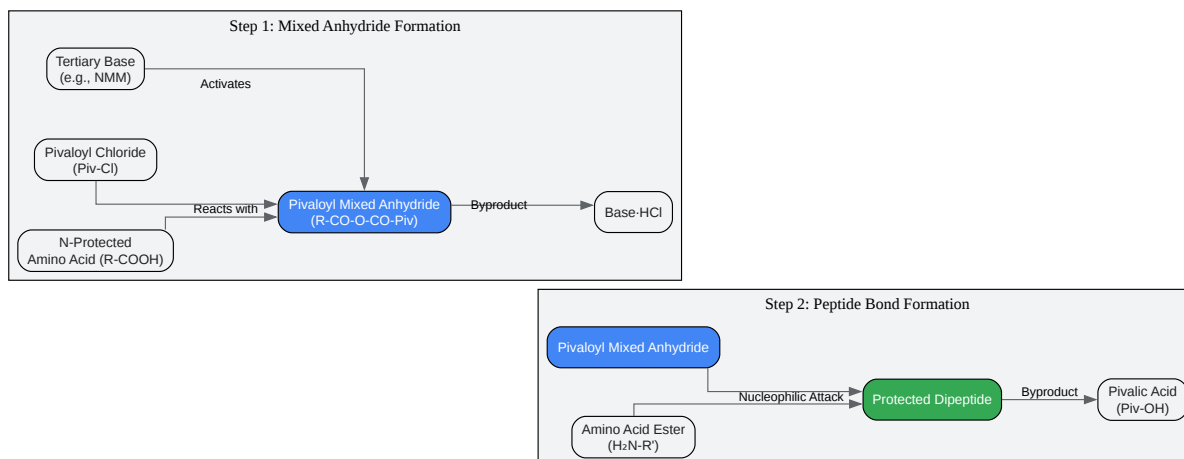 Step 1: Mixed Anhydride Formation
Tertiary Base
(e.g., NMM)
Activates
Pivaloyl Chloride
(Piv-Cl)
Reacts with
N-Protected
Amino Acid (R-COOH)
Pivaloyl Mixed Anhydride
(R-CO-O-CO-Piv)
Byproduct
Base·HCl
Step 2: Peptide Bond Formation
Pivaloyl Mixed Anhydride
Nucleophilic Attack
Amino Acid Ester
(H₂N-R')
Protected Dipeptide
Byproduct
Pivalic Acid
(Piv-OH)